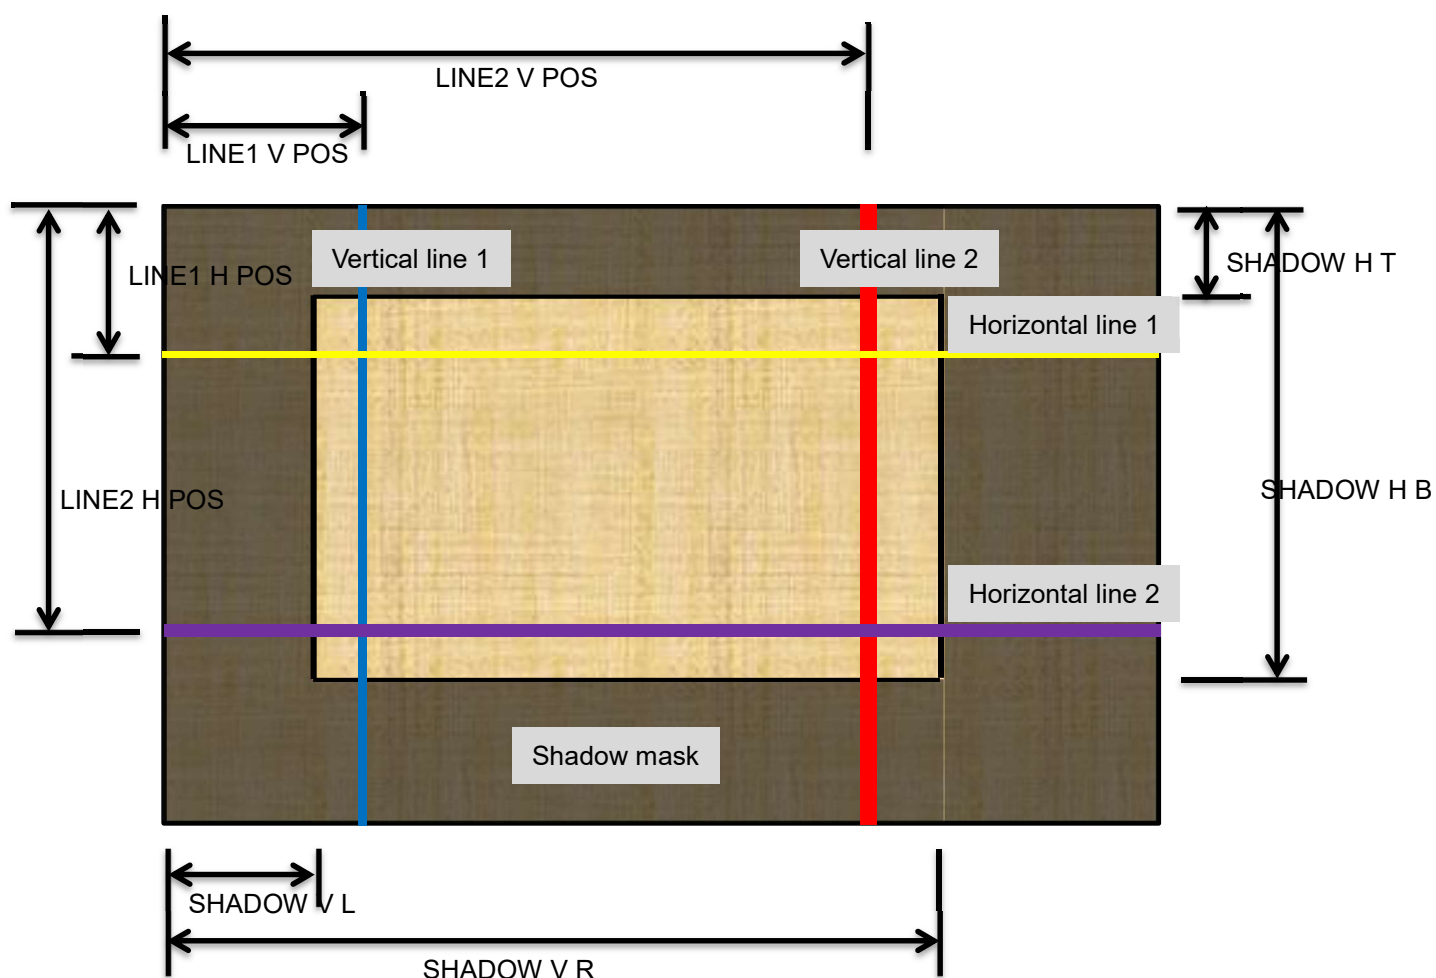 LINE2 V POS
LINE1 V POS
Vertical line 1
Vertical line 2
SHADOW H T
LINE1 H POS
Horizontal line 1
SHADOW H B
LINE2 H POS
Horizontal line 2
Shadow mask
SHADOW V L
SHADOW V R